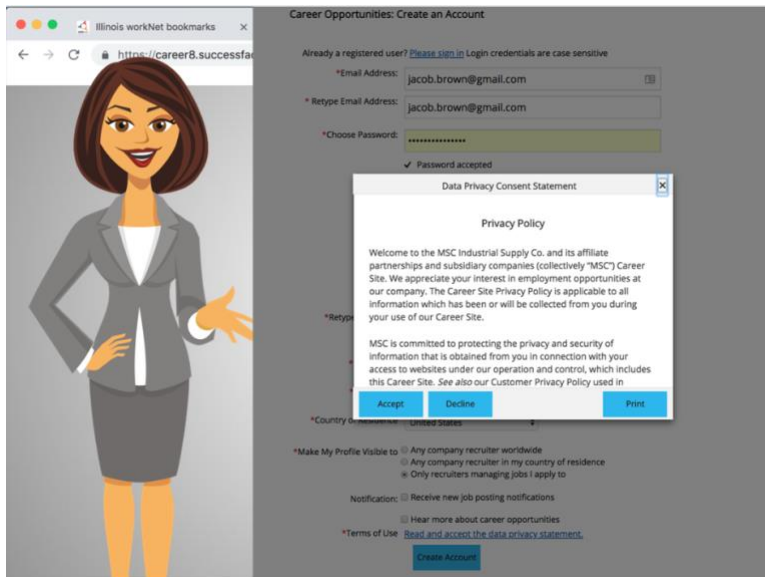 Career Opportunities: Create an Account
Illinois workNet bookmarks
https://career8.successfac
Already a registered user? Please sign in Login credentials are case sensitive
*Email Address:
jacob.brown@gmail.com
* Retype Email Address:
jacob.brown@gmail.com
*Choose Password:
Password accepted
Data Privacy Consent Statement
Privacy Policy
Welcome to the MSC Industrial Supply Co. and its affiliate
partnerships and subsidiary companies (collectively "MSC") Career
Site. We appreciate your interest in employment opportunities at
our company. The Career Site Privacy Policy is applicable to all
information which has been or will be collected from you during
your use of our Career Site.
*Retype
MSC is committed to protecting the privacy and security of
information that is obtained from you in connection with your
access to websites under our operation and control, which includes
this Career Site. See also our Customer Privacy Policy used in
Accept Decline Print
*Country of Residence United States
*Make My Profile Visible to Any company recruiter worldwide
Any company recruiter in my country of residence
Only recruiters managing jobs I apply to
Notification: Receive new job posting notifications
Hear more about career opportunities
*Terms of Use Read and accept the data privacy statement.
Create Account